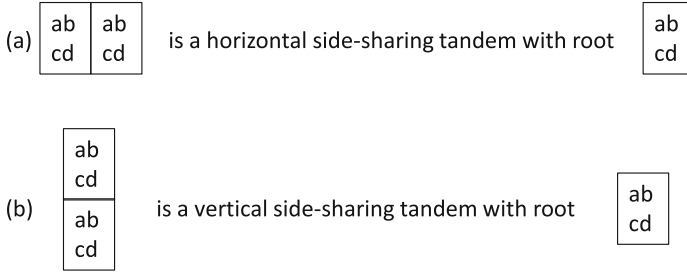 (a) ab ab is a horizontal side-sharing tandem with root ab
cd cd cd
ab
cd
(b) ab is a vertical side-sharing tandem with root ab
cd cd